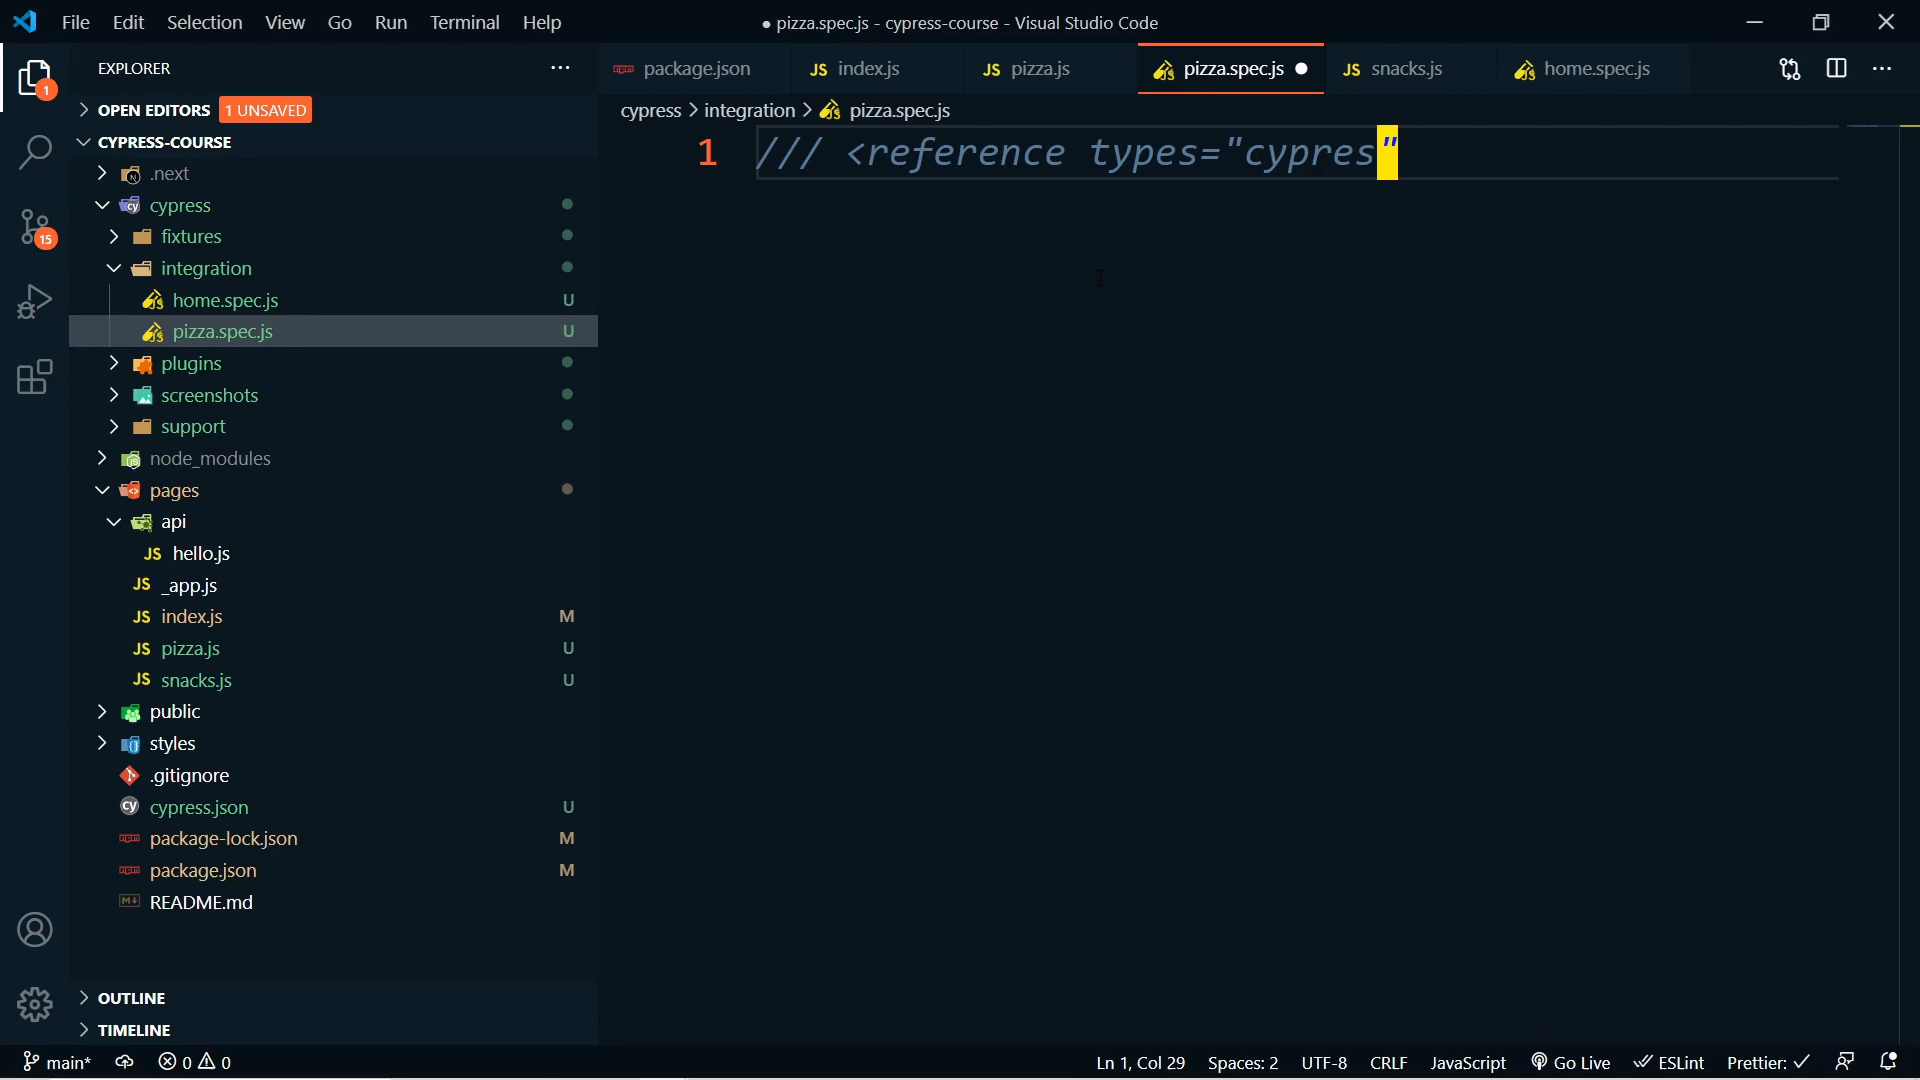 File Edit Selection View Go Run Terminal Help
● pizza.spec.js - cypress-course - Visual Studio Code
EXPLORER
package.json
JS index.js
JS pizza.js
pizza.spec.js
JS snacks.js
home.spec.js
OPEN EDITORS 1 UNSAVED
cypress > integration > pizza.spec.js
CYPRESS-COURSE
1 /// <reference types="cypres"
.next
cypress
fixtures
integration
home.spec.js U
pizza.spec.js U
plugins
screenshots
support
node_modules
pages
api
JS hello.js
JS _app.js
JS index.js M
JS pizza.js U
JS snacks.js U
public
styles
.gitignore
cypress.json U
package-lock.json M
package.json M
README.md
OUTLINE
TIMELINE
1
15
main* 0 0
Ln 1, Col 29 Spaces: 2 UTF-8 CRLF JavaScript Go Live ESLint Prettier: ✓